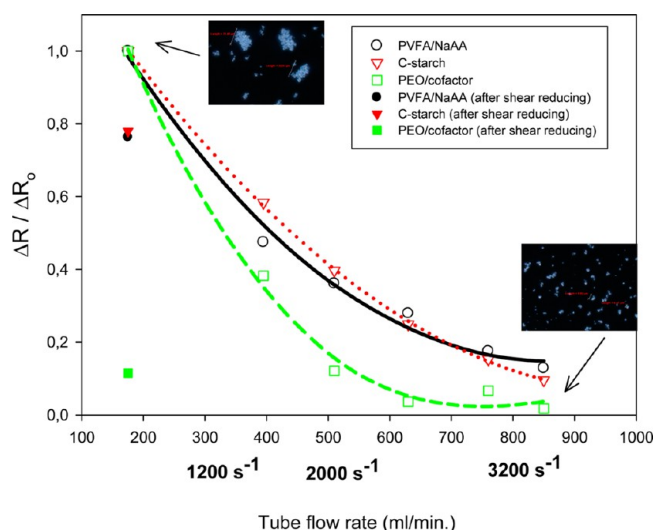 1,0
0,8
0,6
0,4
0,2
0,0
ΔR / ΔRₒ
PVFA/NaAA
C-starch
PEO/cofactor
PVFA/NaAA (after shear reducing)
C-starch (after shear reducing)
PEO/cofactor (after shear reducing)
100 200 300 400 500 600 700 800 900 1000
1200 s⁻¹ 2000 s⁻¹ 3200 s⁻¹
Tube flow rate (ml/min.)